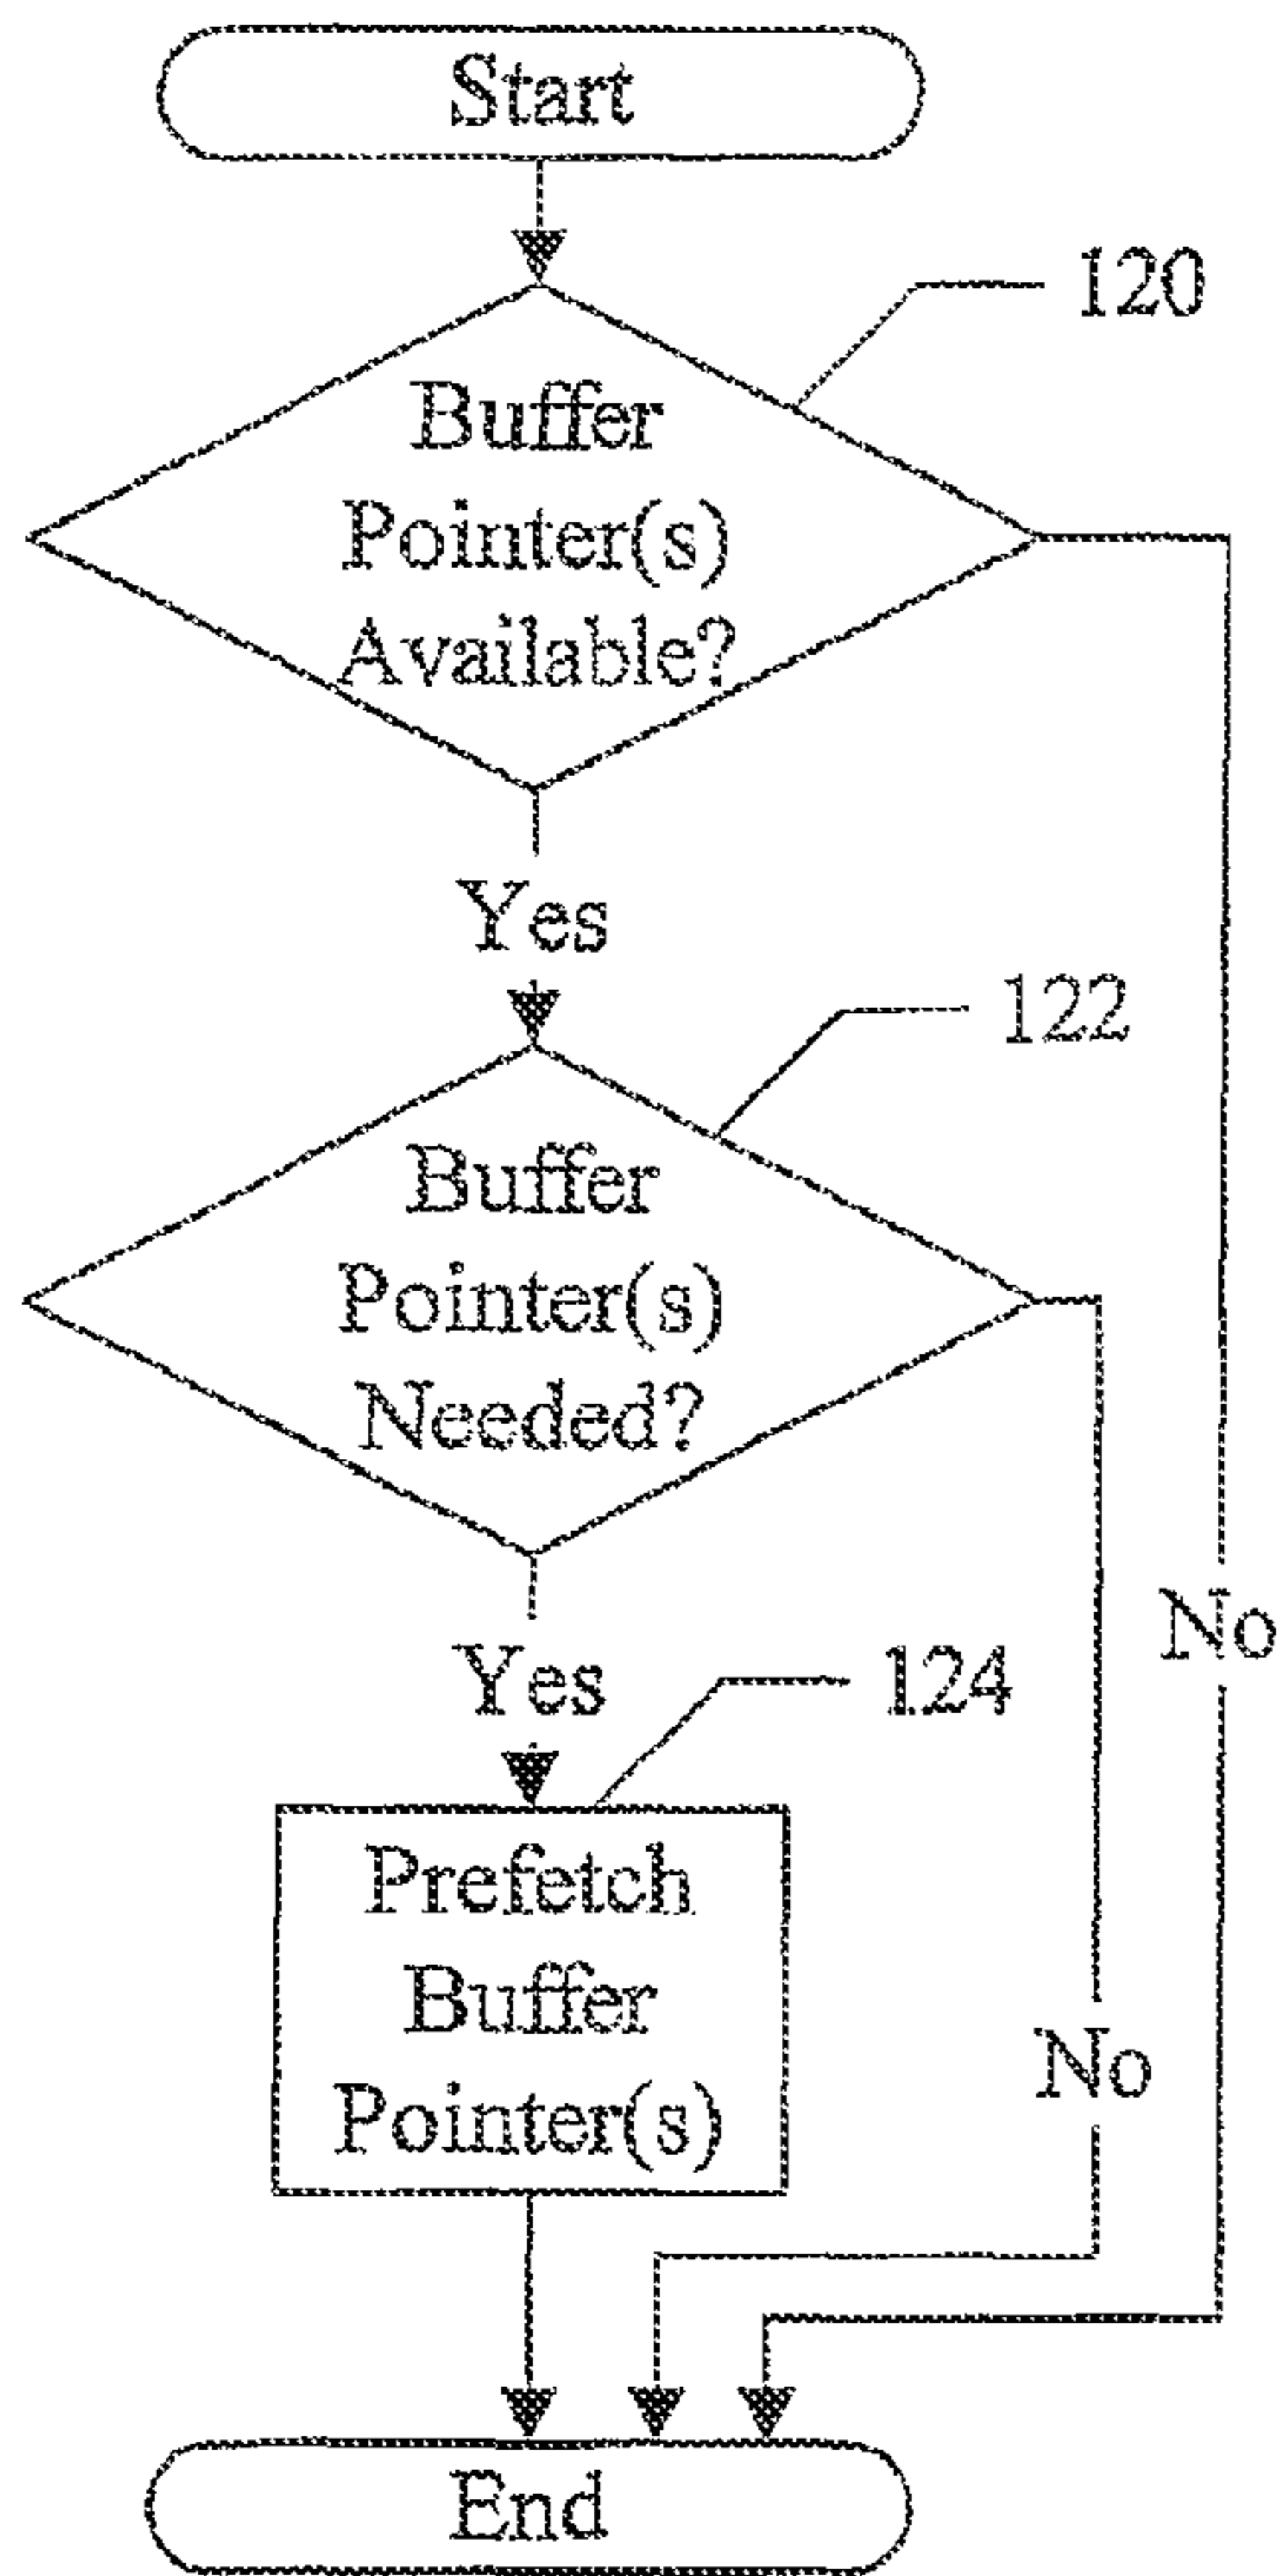 Start
120
Buffer
Pointer(s)
Available?
Yes
122
Buffer
Pointer(s)
Needed?
No
Yes
124
Prefetch
Buffer
Pointer(s)
No
End